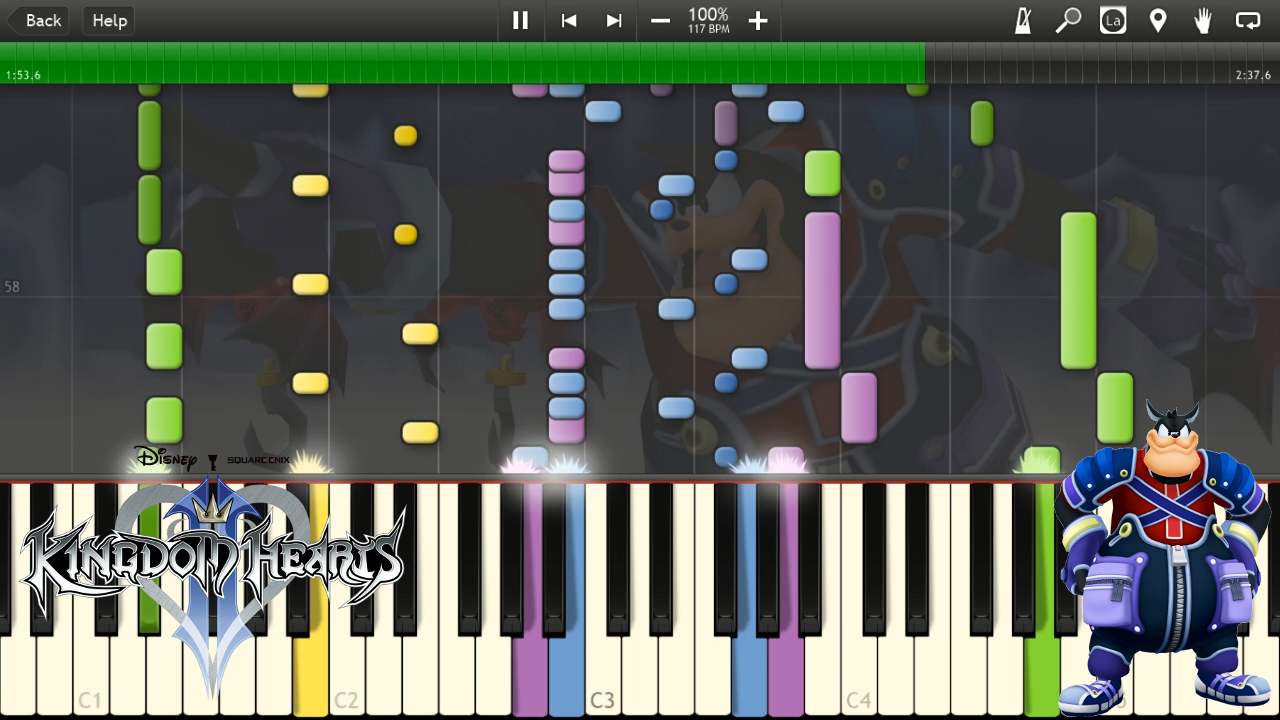 Back
Help
100%
117 BPM
La
1:53.6
2:37.6
58
Disney
SQUARE ENIX
KINGDOM HEARTS
C1
C2
C3
C4